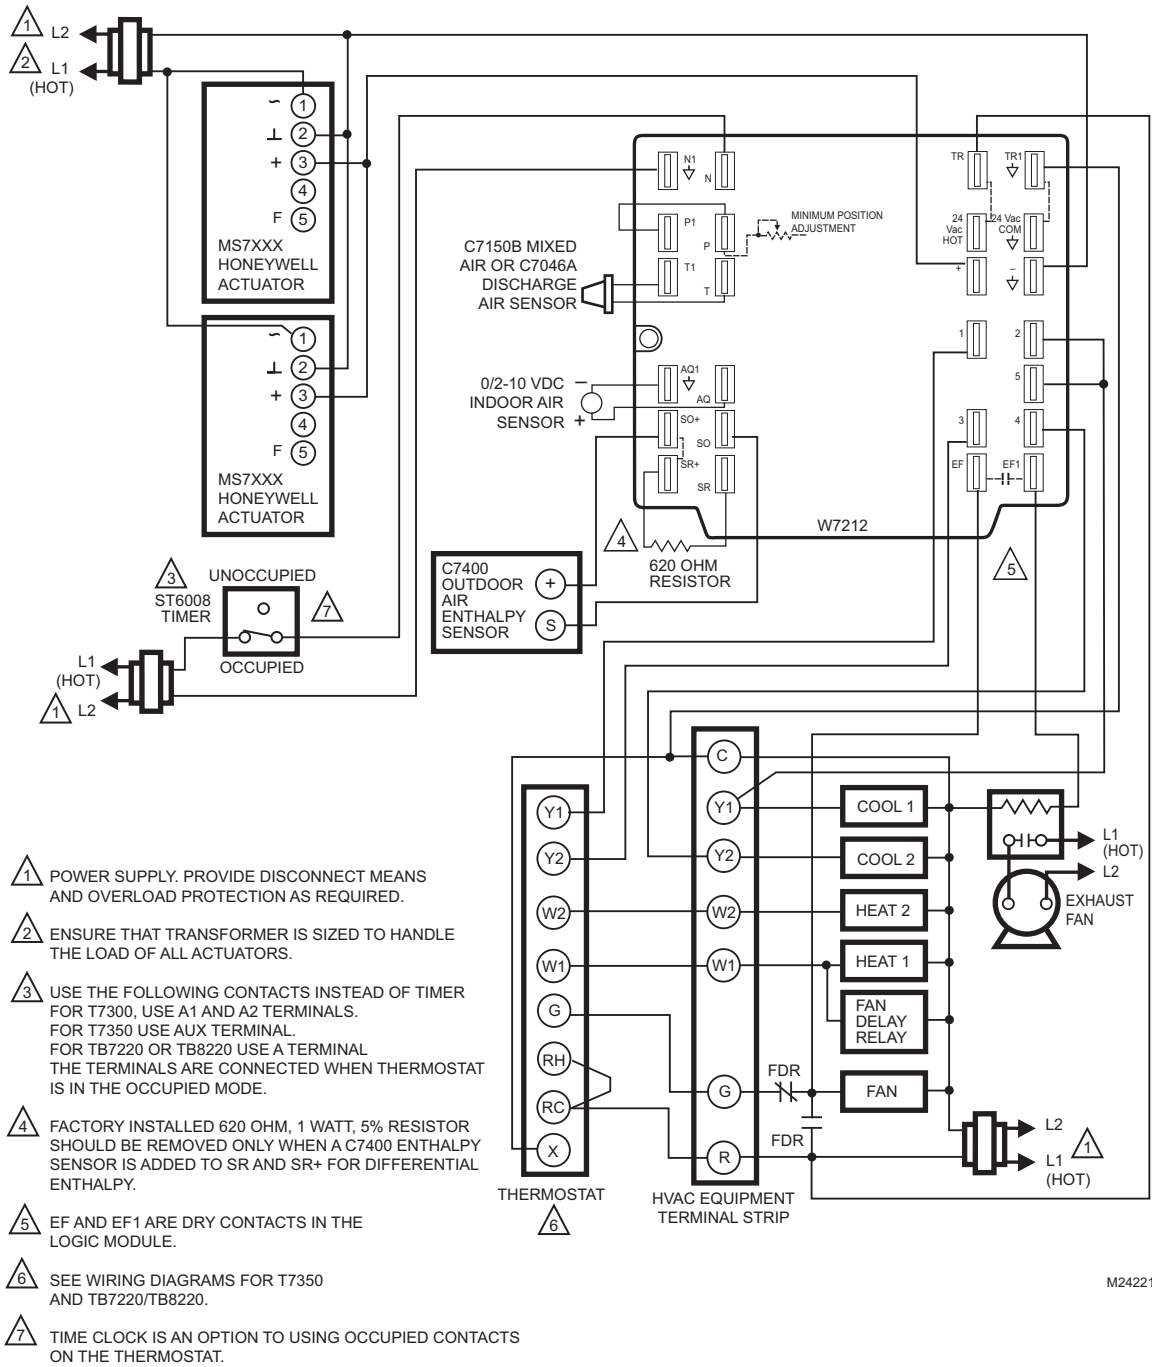 1 L2
2 L1
(HOT)
~ 1
⊥ 2
+ 3
4
F 5
MS7XXX
HONEYWELL
ACTUATOR
~ 1
⊥ 2
+ 3
4
F 5
MS7XXX
HONEYWELL
ACTUATOR
N1
N
P1
P
T1
T
MINIMUM POSITION
ADJUSTMENT
C7150B MIXED
AIR OR C7046A
DISCHARGE
AIR SENSOR
TR
TR1
24
Vac
HOT
24 Vac
COM
+
–
1
2
5
3
4
EF
EF1
0/2-10 VDC –
INDOOR AIR
SENSOR +
AQ1
AQ
SO+
SO
SR+
SR
W7212
4
620 OHM
RESISTOR
5
C7400
OUTDOOR
AIR
ENTHALPY
SENSOR
+
S
3
ST6008
TIMER
UNOCCUPIED
OCCUPIED
7
L1
(HOT)
1 L2
Y1
Y2
W2
W1
G
RH
RC
X
THERMOSTAT
6
C
Y1
Y2
W2
W1
G
R
HVAC EQUIPMENT
TERMINAL STRIP
COOL 1
COOL 2
HEAT 2
HEAT 1
FAN
DELAY
RELAY
FDR
FAN
FDR
L1
(HOT)
L2
EXHAUST
FAN
L2
L1
(HOT)
1
1 POWER SUPPLY. PROVIDE DISCONNECT MEANS
AND OVERLOAD PROTECTION AS REQUIRED.
2 ENSURE THAT TRANSFORMER IS SIZED TO HANDLE
THE LOAD OF ALL ACTUATORS.
3 USE THE FOLLOWING CONTACTS INSTEAD OF TIMER
FOR T7300, USE A1 AND A2 TERMINALS.
FOR T7350 USE AUX TERMINAL.
FOR TB7220 OR TB8220 USE A TERMINAL
THE TERMINALS ARE CONNECTED WHEN THERMOSTAT
IS IN THE OCCUPIED MODE.
4 FACTORY INSTALLED 620 OHM, 1 WATT, 5% RESISTOR
SHOULD BE REMOVED ONLY WHEN A C7400 ENTHALPY
SENSOR IS ADDED TO SR AND SR+ FOR DIFFERENTIAL
ENTHALPY.
5 EF AND EF1 ARE DRY CONTACTS IN THE
LOGIC MODULE.
6 SEE WIRING DIAGRAMS FOR T7350
AND TB7220/TB8220.
7 TIME CLOCK IS AN OPTION TO USING OCCUPIED CONTACTS
ON THE THERMOSTAT.
M24221